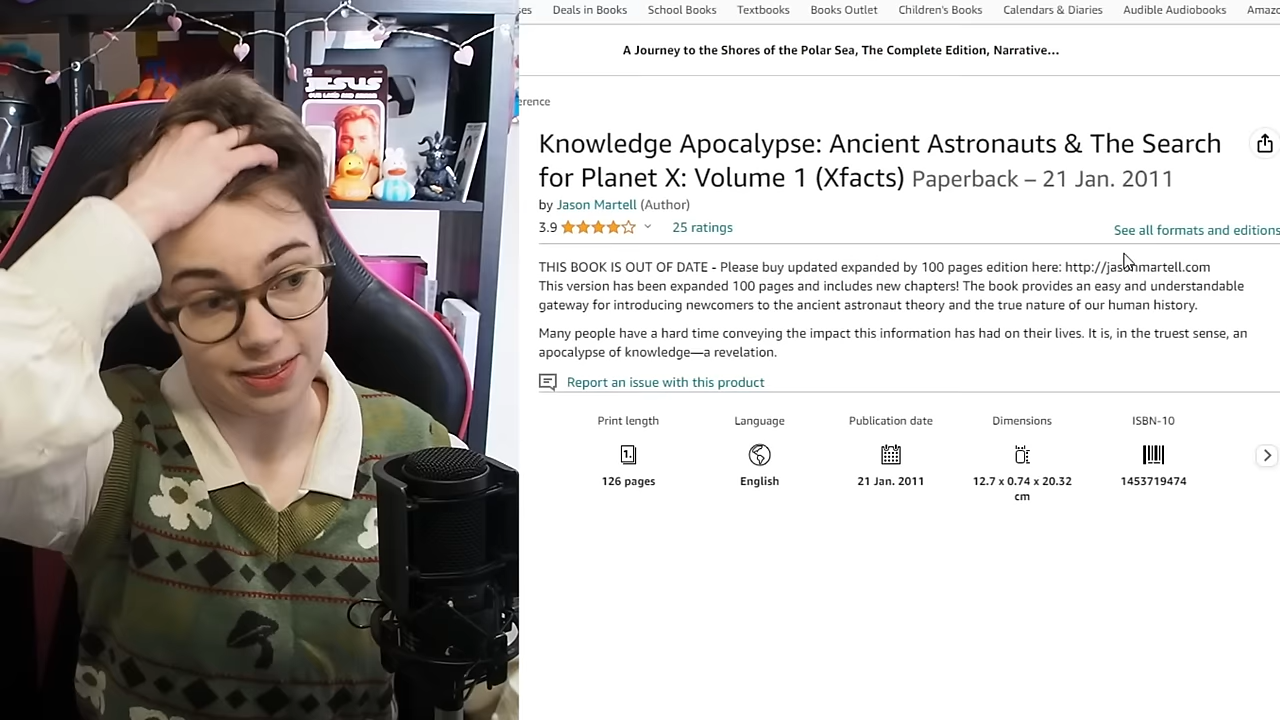 ses Deals in Books School Books Textbooks Books Outlet Children's Books Calendars & Diaries Audible Audiobooks Amazo
A Journey to the Shores of the Polar Sea, The Complete Edition, Narrative...
erence
Knowledge Apocalypse: Ancient Astronauts & The Search
for Planet X: Volume 1 (Xfacts) Paperback – 21 Jan. 2011
by Jason Martell (Author)
3.9 25 ratings
See all formats and editions
THIS BOOK IS OUT OF DATE - Please buy updated expanded by 100 pages edition here: http://jasonmartell.com
This version has been expanded 100 pages and includes new chapters! The book provides an easy and understandable
gateway for introducing newcomers to the ancient astronaut theory and the true nature of our human history.
Many people have a hard time conveying the impact this information has had on their lives. It is, in the truest sense, an
apocalypse of knowledge—a revelation.
Report an issue with this product
Print length Language Publication date Dimensions ISBN-10
1.
126 pages English 21 Jan. 2011 12.7 x 0.74 x 20.32 1453719474
cm
JESUS